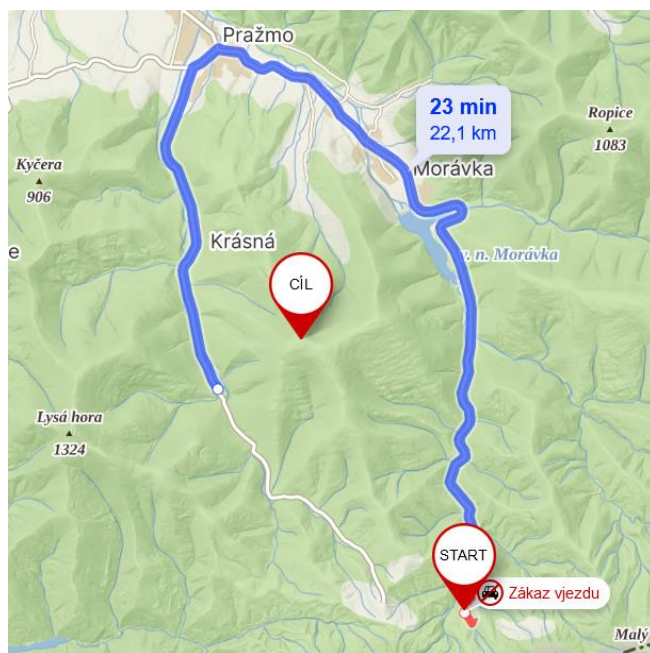 Pražmo
23 min
22,1 km
Ropice
1083
Morávka
Kyčera
906
Krásná
e
v. n. Morávka
CÍL
Lysá hora
1324
START
Zákaz vjezdu
Malý